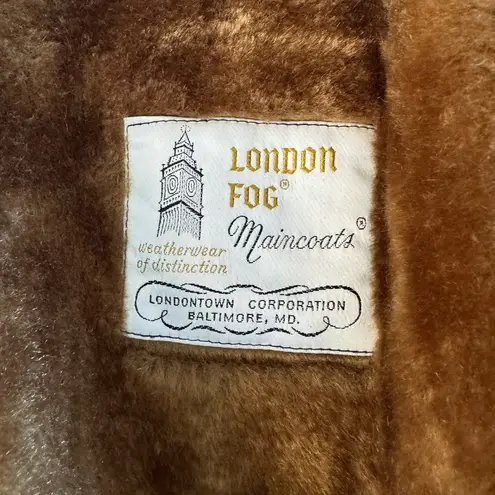 LONDON
FOG®
Maincoats®
weatherwear
of distinction
LONDONTOWN CORPORATION
BALTIMORE, MD.